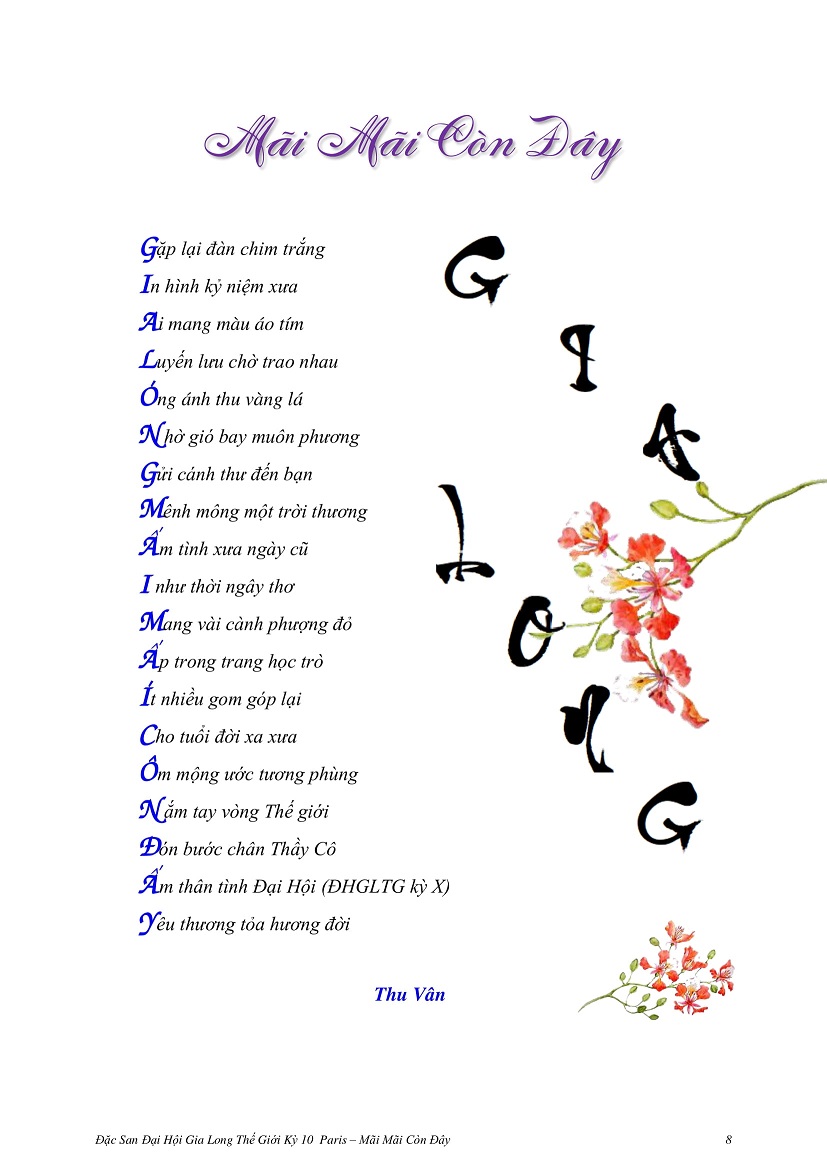 Mãi Mãi Còn Đây
Gặp lại đàn chim trắng
In hình kỷ niệm xưa
Ai mang màu áo tím
Luyến lưu chờ trao nhau
Óng ánh thu vàng lá
Nhờ gió bay muôn phương
Gửi cánh thư đến bạn
Mênh mông một trời thương
Ấm tình xưa ngày cũ
I như thời ngây thơ
Mang vài cành phượng đỏ
Ấp trong trang học trò
Ít nhiều gom góp lại
Cho tuổi đời xa xưa
Ôm mộng ước tương phùng
Nắm tay vòng Thế giới
Đón bước chân Thầy Cô
Ấm thân tình Đại Hội (ĐHGLTG kỳ X)
Yêu thương tỏa hương đời
Thu Vân
G
I
A
L
O
N
G
Đặc San Đại Hội Gia Long Thế Giới Kỳ 10 Paris – Mãi Mãi Còn Đây 8